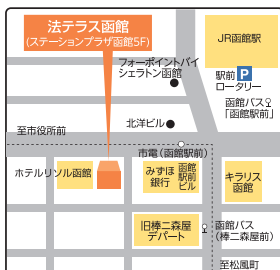 法テラス函館
(ステーションプラザ函館5F)
JR函館駅
フォーポイントバイ
シェラトン函館
駅前 P
ロータリー
函館バス
「函館駅前」
北洋ビル
至市役所前
市電(函館駅前)
ホテルリソル函館
みずほ
銀行
函館
駅前
ビル
キラリス
函館
旧棒二森屋
デパート
函館バス
(棒二森屋前)
至松風町